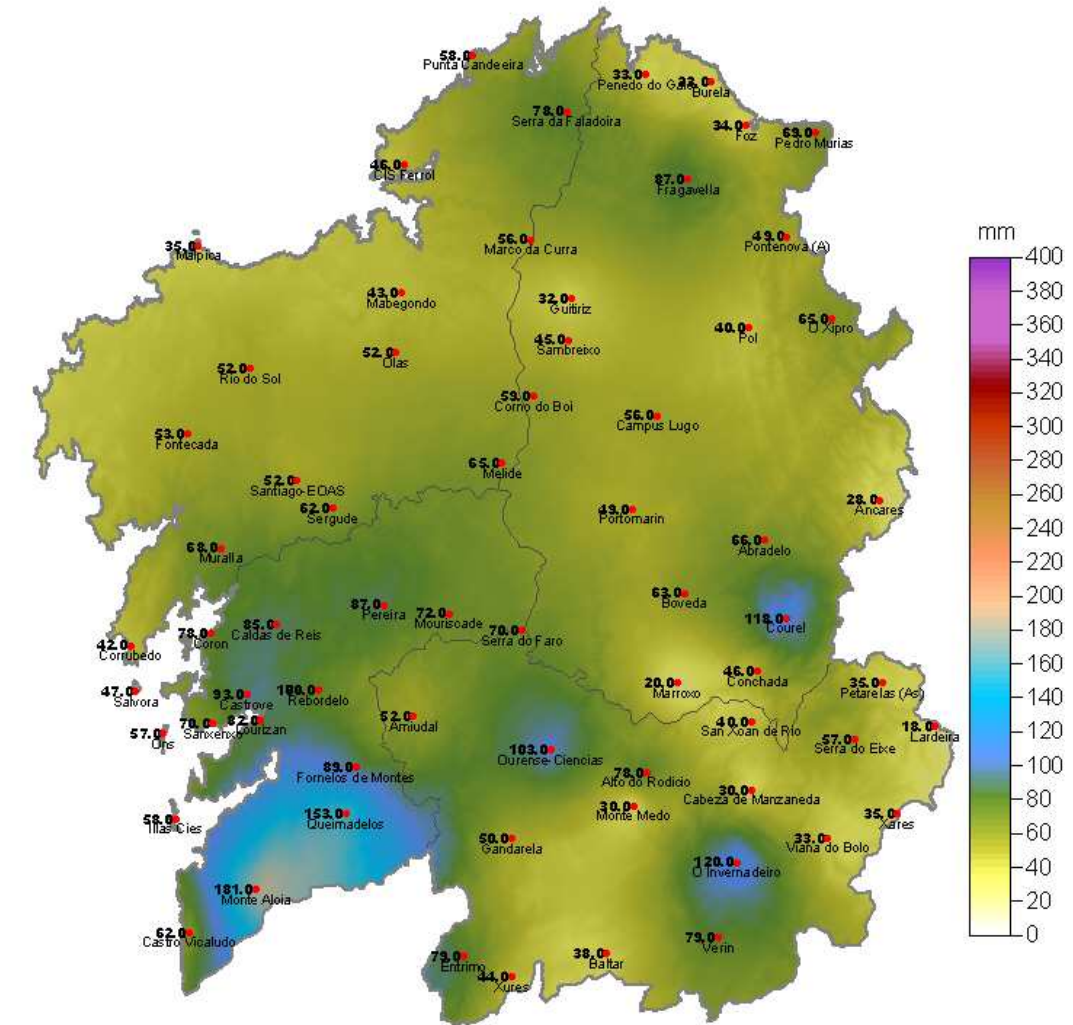 58.0
Punta Candeeira
33.0
Penedo do Galo
Burela
78.0
Serra da Faladoira
34.0
Foz
69.0
Pedro Murias
46.0
CIS Ferrol
87.0
Fragavella
35.0
Malpica
56.0
Marco da Curra
49.0
Pontenova (A)
mm
400
380
360
340
320
300
280
260
240
220
200
180
160
140
120
100
80
60
40
20
0
43.0
Mabegondo
32.0
Guitiriz
40.0
Pol
65.0
O Xipro
45.0
Sambreixo
52.0
Olas
52.0
Rio do Sol
59.0
Corno do Boi
56.0
Campus Lugo
53.0
Fontecada
65.0
Melide
52.0
Santiago-EOAS
62.0
Sergude
49.0
Portomarin
28.0
Ancares
68.0
Muralla
66.0
Abradelo
63.0
Boveda
118.0
Courel
87.0
Pereira
72.0
Mouriscade
85.0
Caldas de Reis
78.0
Coron
70.0
Serra do Faro
42.0
Corrubedo
46.0
Conchada
20.0
Marroxo
35.0
Petarelas (As)
47.0
Salvora
93.0
Castrove
Rebordelo
52.0
Amiudal
70.0
Sanxenxo
82.0
Lourizan
57.0
Ons
40.0
San Xoan de Rio
18.0
Lardeira
57.0
Serra do Eixe
103.0
Ourense-Ciencias
89.0
Fornelos de Montes
78.0
Alto do Rodicio
30.0
Cabeza de Manzaneda
30.0
Monte Medo
35.0
Xares
58.0
Illas Cies
153.0
Queimadelos
50.0
Gandarela
33.0
Viana do Bolo
120.0
O Invernadeiro
181.0
Monte Aloia
62.0
Castro Vicaludo
79.0
Verin
79.0
Entrimo
38.0
Baltar
44.0
Xures